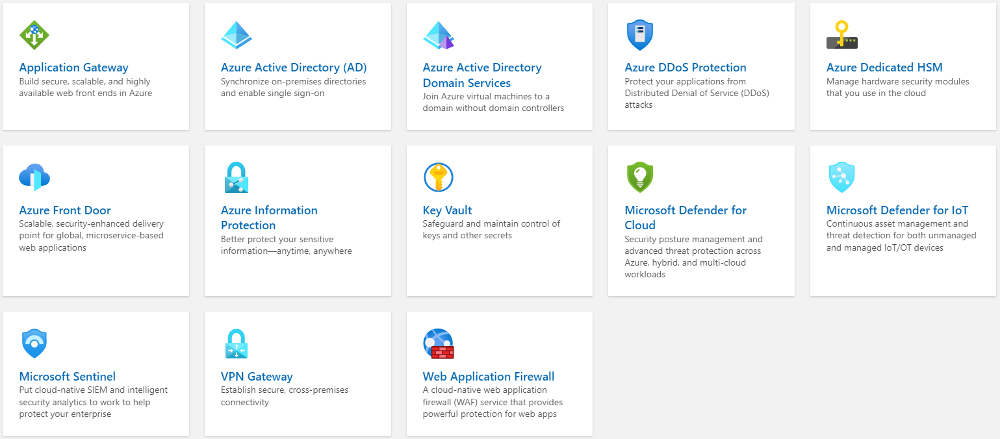 Application Gateway
Build secure, scalable, and highly
available web front ends in Azure
Azure Active Directory (AD)
Synchronize on-premises directories
and enable single sign-on
Azure Active Directory
Domain Services
Join Azure virtual machines to a
domain without domain controllers
Azure DDoS Protection
Protect your applications from
Distributed Denial of Service (DDoS)
attacks
Azure Dedicated HSM
Manage hardware security modules
that you use in the cloud
Azure Front Door
Scalable, security-enhanced delivery
point for global, microservice-based
web applications
Azure Information
Protection
Better protect your sensitive
information—anytime, anywhere
Key Vault
Safeguard and maintain control of
keys and other secrets
Microsoft Defender for
Cloud
Security posture management and
advanced threat protection across
Azure, hybrid, and multi-cloud
workloads
Microsoft Defender for IoT
Continuous asset management and
threat detection for both unmanaged
and managed IoT/OT devices
Microsoft Sentinel
Put cloud-native SIEM and intelligent
security analytics to work to help
protect your enterprise
VPN Gateway
Establish secure, cross-premises
connectivity
Web Application Firewall
A cloud-native web application
firewall (WAF) service that provides
powerful protection for web apps